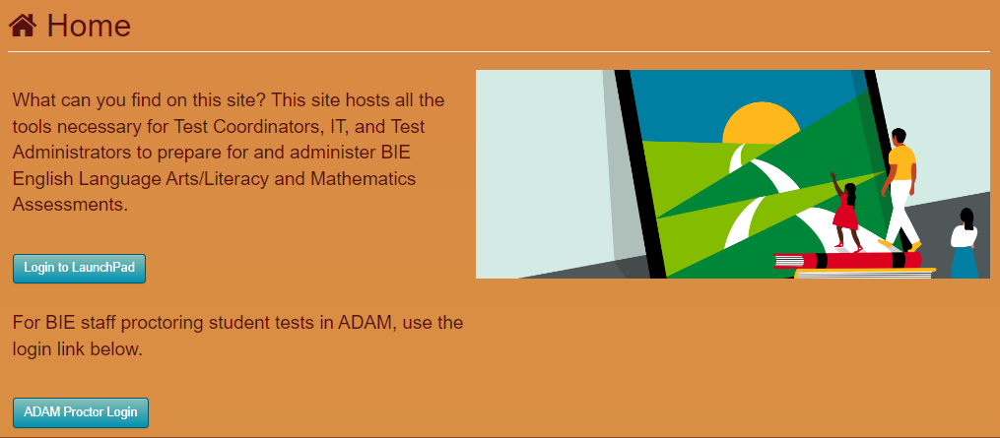 Home
What can you find on this site? This site hosts all the
tools necessary for Test Coordinators, IT, and Test
Administrators to prepare for and administer BIE
English Language Arts/Literacy and Mathematics
Assessments.
Login to LaunchPad
For BIE staff proctoring student tests in ADAM, use the
login link below.
ADAM Proctor Login